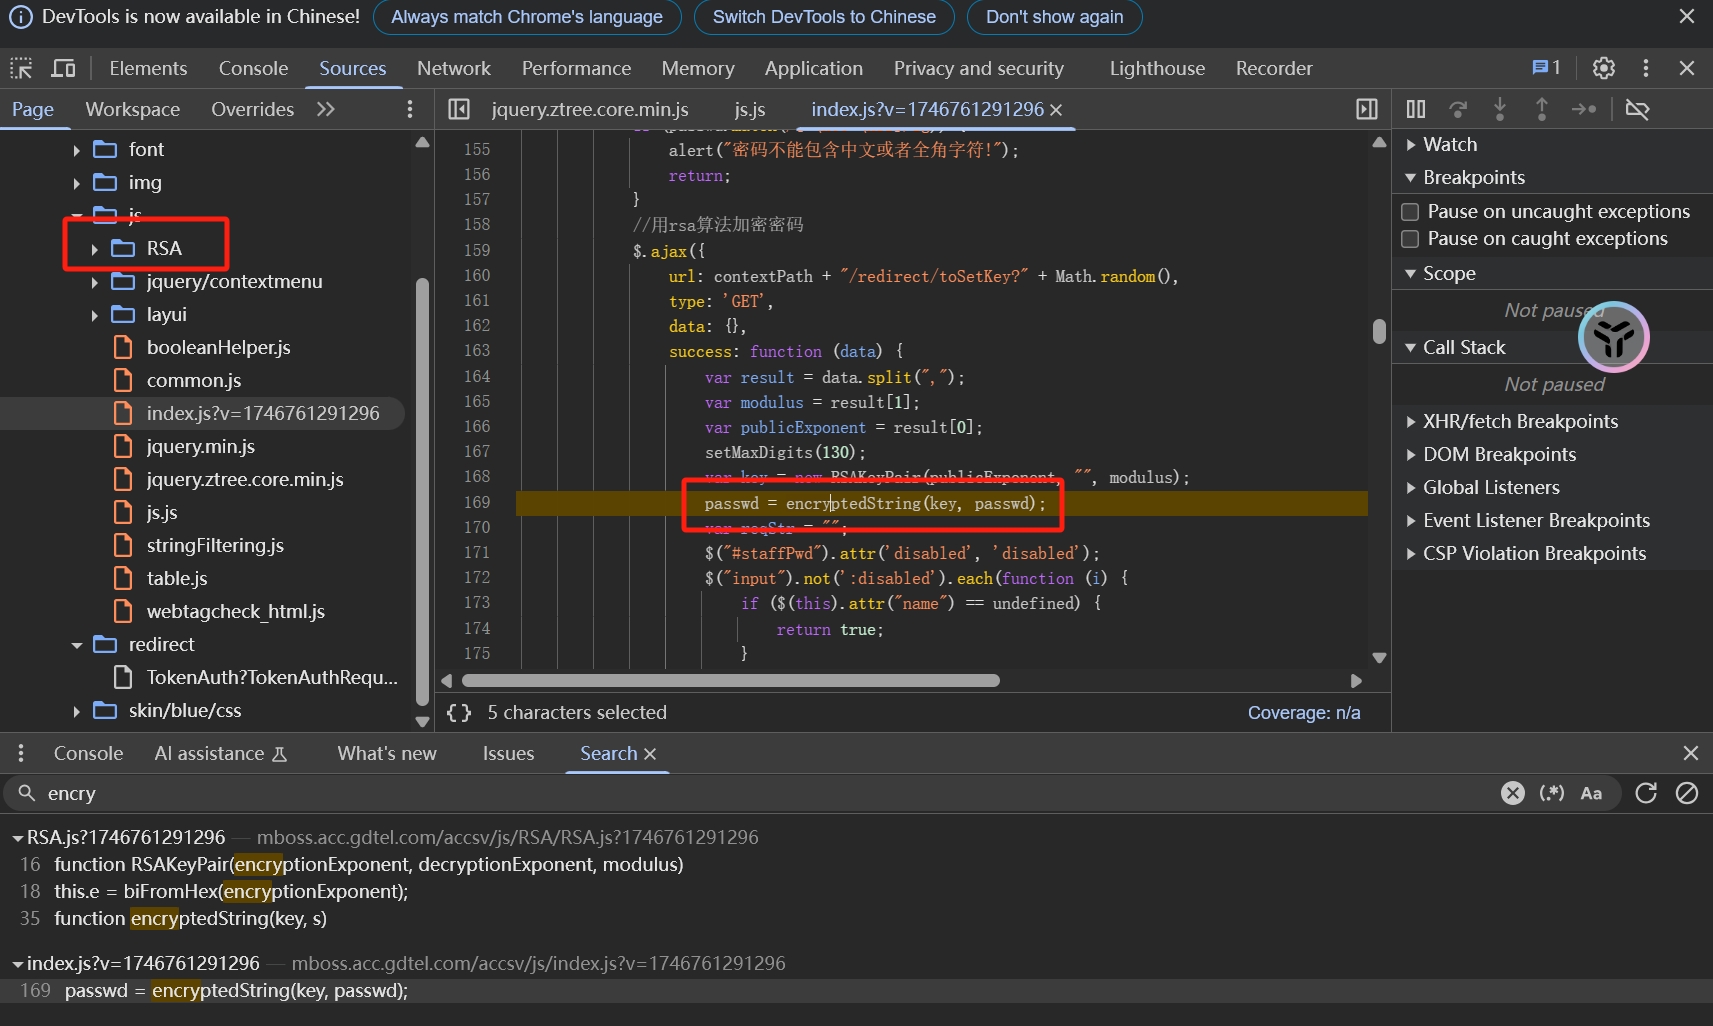 DevTools is now available in Chinese!
Always match Chrome's language
Switch DevTools to Chinese
Don't show again
Elements
Console
Sources
Network
Performance
Memory
Application
Privacy and security
Lighthouse
Recorder
1
Page
Workspace
Overrides
jquery.ztree.core.min.js
js.js
index.js?v=1746761291296
font
img
js
RSA
jquery/contextmenu
layui
booleanHelper.js
common.js
index.js?v=1746761291296
jquery.min.js
jquery.ztree.core.min.js
js.js
stringFiltering.js
table.js
webtagcheck_html.js
redirect
TokenAuth?TokenAuthRequ...
skin/blue/css
155 alert("密码不能包含中文或者全角字符!");
156 return;
157 }
158 //用rsa算法加密密码
159 $.ajax({
160 url: contextPath + "/redirect/toSetKey?" + Math.random(),
161 type: 'GET',
162 data: {},
163 success: function (data) {
164 var result = data.split(",");
165 var modulus = result[1];
166 var publicExponent = result[0];
167 setMaxDigits(130);
168 var key = new RSAKeyPair(publicExponent, "", modulus);
169 passwd = encryptedString(key, passwd);
170 var reqStr = "";
171 $("#staffPwd").attr('disabled', 'disabled');
172 $("input").not(':disabled').each(function (i) {
173 if ($(this).attr("name") == undefined) {
174 return true;
175 }
{} 5 characters selected
Coverage: n/a
Watch
Breakpoints
Pause on uncaught exceptions
Pause on caught exceptions
Scope
Not paused
Call Stack
Not paused
XHR/fetch Breakpoints
DOM Breakpoints
Global Listeners
Event Listener Breakpoints
CSP Violation Breakpoints
Console
AI assistance
What's new
Issues
Search
encry
(.*)
Aa
RSA.js?1746761291296 — mboss.acc.gdtel.com/accsv/js/RSA/RSA.js?1746761291296
16 function RSAKeyPair(encryptionExponent, decryptionExponent, modulus)
18 this.e = biFromHex(encryptionExponent);
35 function encryptedString(key, s)
index.js?v=1746761291296 — mboss.acc.gdtel.com/accsv/js/index.js?v=1746761291296
169 passwd = encryptedString(key, passwd);